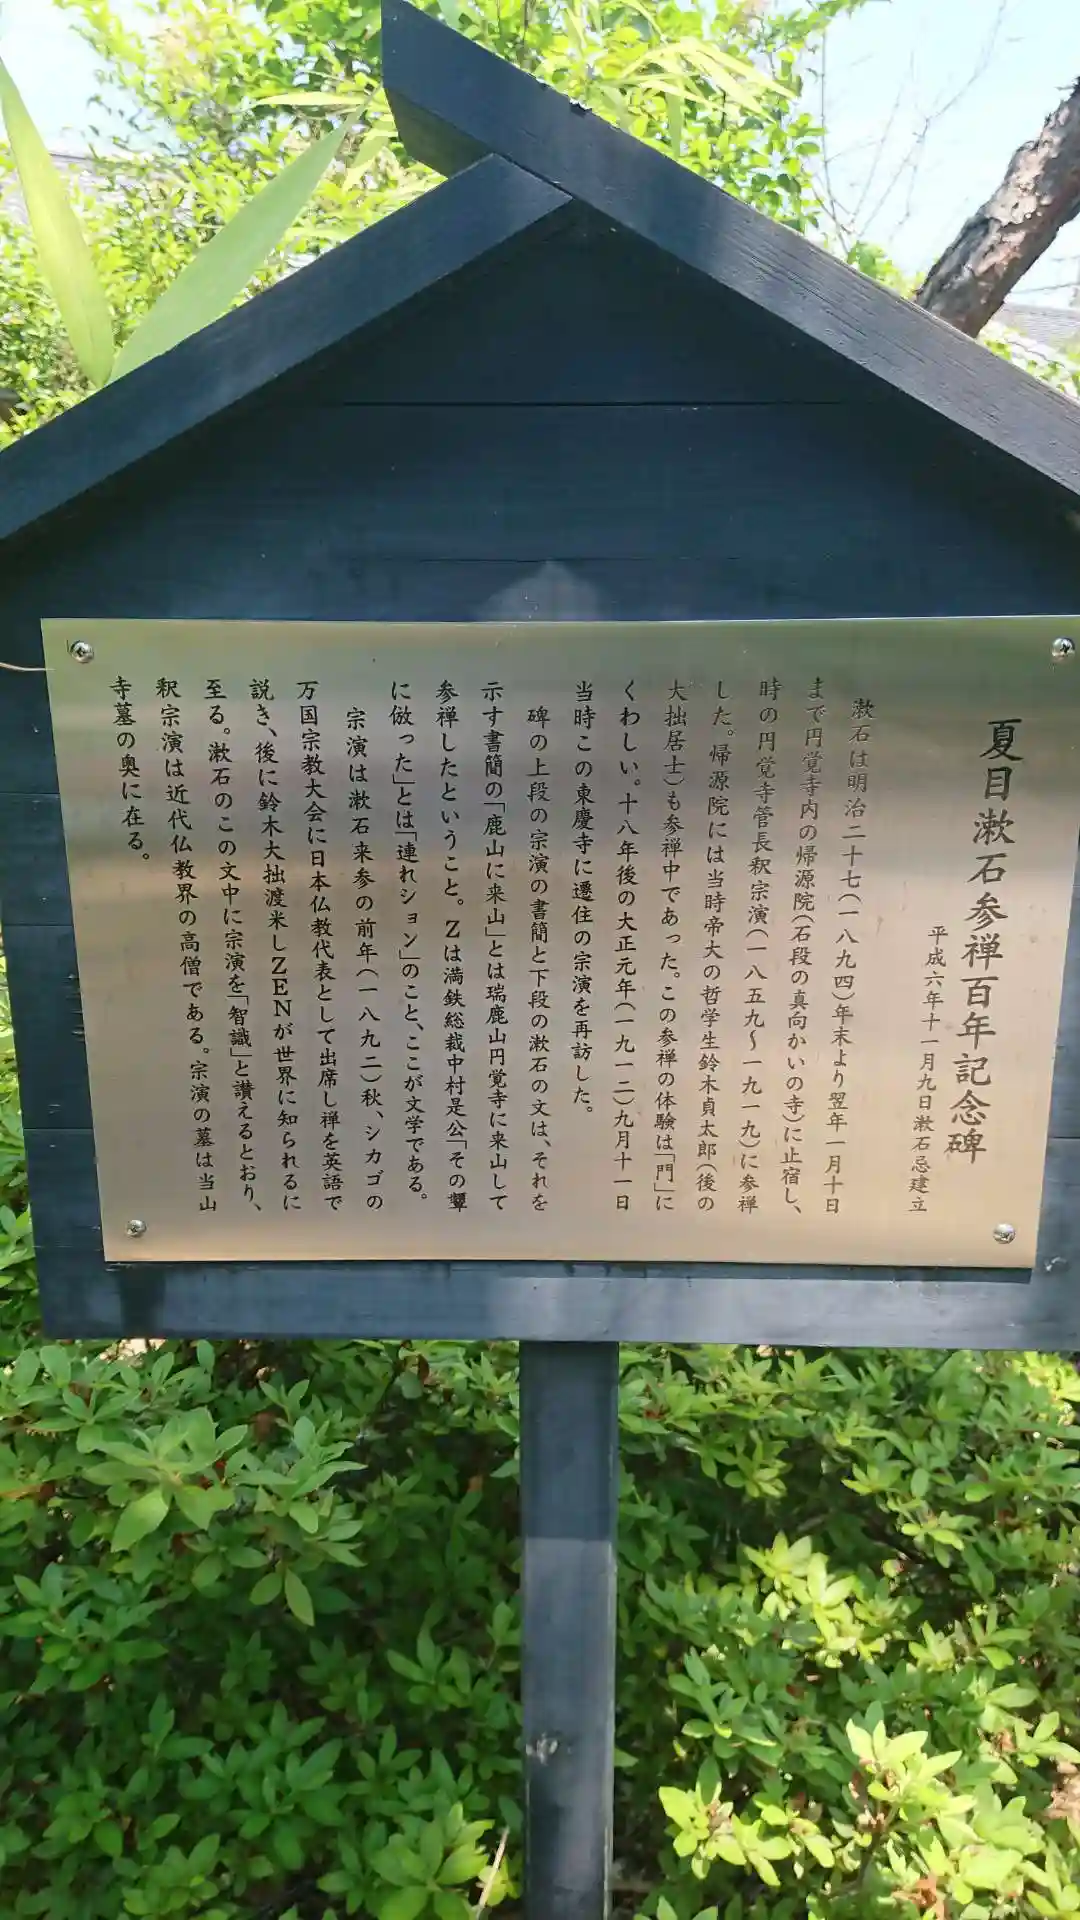 夏目漱石参禅百年記念碑
平成六年十一月九日漱石忌建立
漱石は明治二十七(一八九四)年末より翌年一月十日
まで円覚寺内の帰源院(石段の真向かいの寺)に止宿し、
時の円覚寺管長釈宗演(一八五九〜一九一九)に参禅
した。帰源院には当時帝大の哲学生鈴木貞太郎(後の
大拙居士)も参禅中であった。この参禅の体験は「門」に
くわしい。十八年後の大正元年(一九一二)九月十一日
当時この東慶寺に遷住の宗演を再訪した。
碑の上段の宗演の書簡と下段の漱石の文は、それを
示す書簡の「鹿山に来山」とは瑞鹿山円覚寺に来山して
参禅したということ。Zは満鉄総裁中村是公「その顰
に倣った」とは「連れション」のこと、ここが文学である。
宗演は漱石来参の前年(一八九二)秋、シカゴの
万国宗教大会に日本仏教代表として出席し禅を英語で
説き、後に鈴木大拙渡米しZENが世界に知られるに
至る。漱石のこの文中に宗演を「智識」と讃えるとおり、
釈宗演は近代仏教界の高僧である。宗演の墓は当山
寺墓の奥に在る。